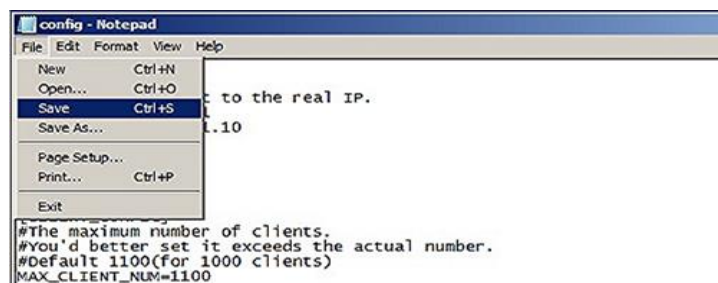 config - Notepad
File Edit Format View Help
New Ctrl+N
Open... Ctrl+O
to the real IP.
Save Ctrl+S
Save As...
.10
Page Setup...
Print... Ctrl+P
Exit
#The maximum number of clients.
#You'd better set it exceeds the actual number.
#Default 1100(for 1000 clients)
MAX_CLIENT_NUM=1100